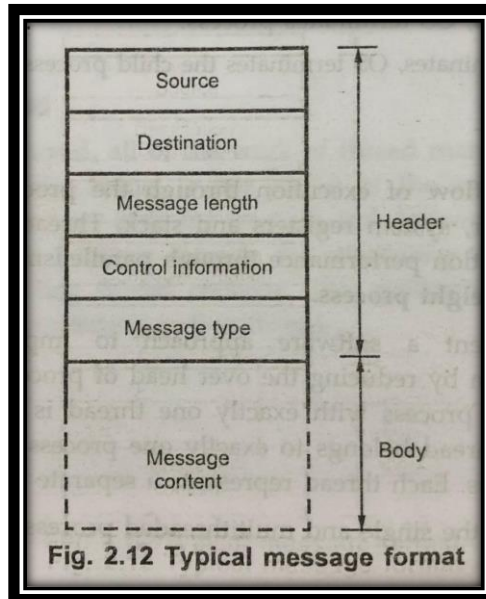 Source
Destination
Message length
Header
Control information
Message type
Message
content
Body
Fig. 2.12 Typical message format